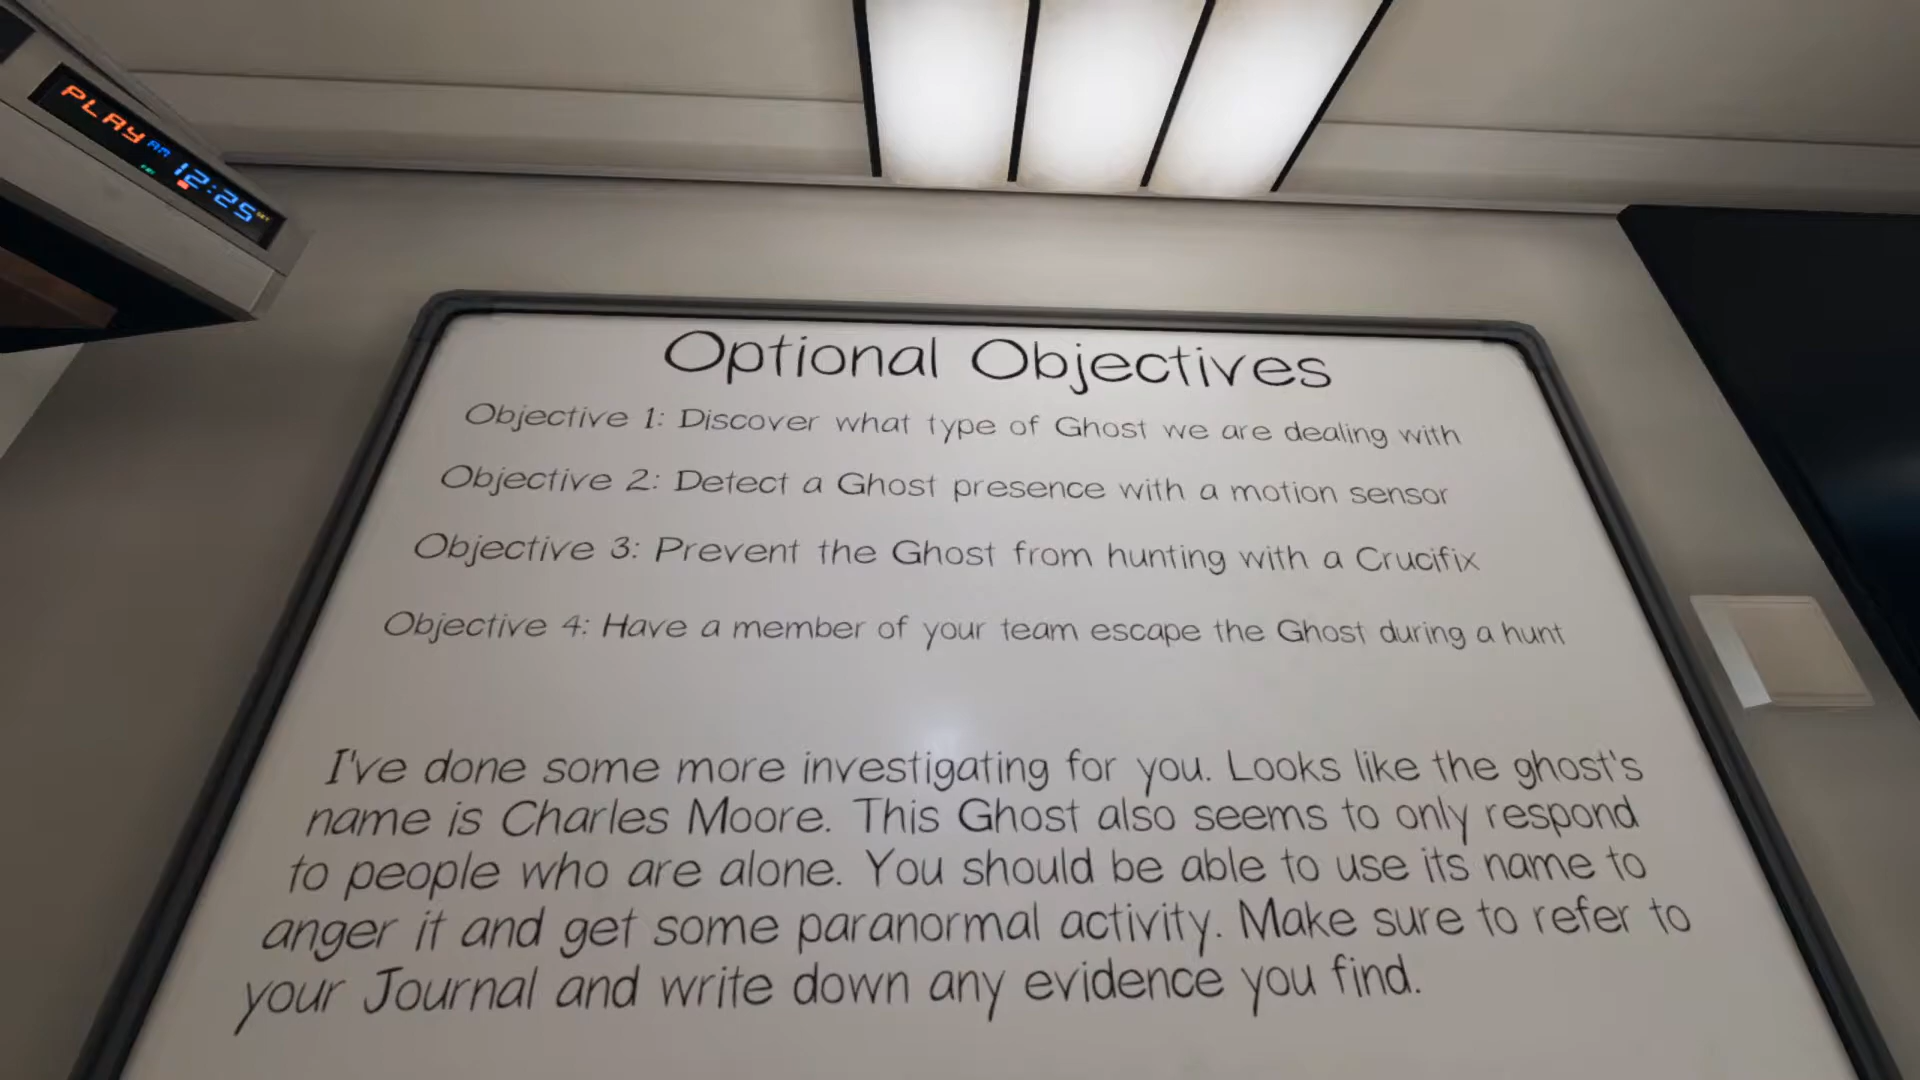 PLAY AM 12:25
Optional Objectives
Objective 1: Discover what type of Ghost we are dealing with
Objective 2: Detect a Ghost presence with a motion sensor
Objective 3: Prevent the Ghost from hunting with a Crucifix
Objective 4: Have a member of your team escape the Ghost during a hunt
I've done some more investigating for you. Looks like the ghost's
name is Charles Moore. This Ghost also seems to only respond
to people who are alone. You should be able to use its name to
anger it and get some paranormal activity. Make sure to refer to
your Journal and write down any evidence you find.